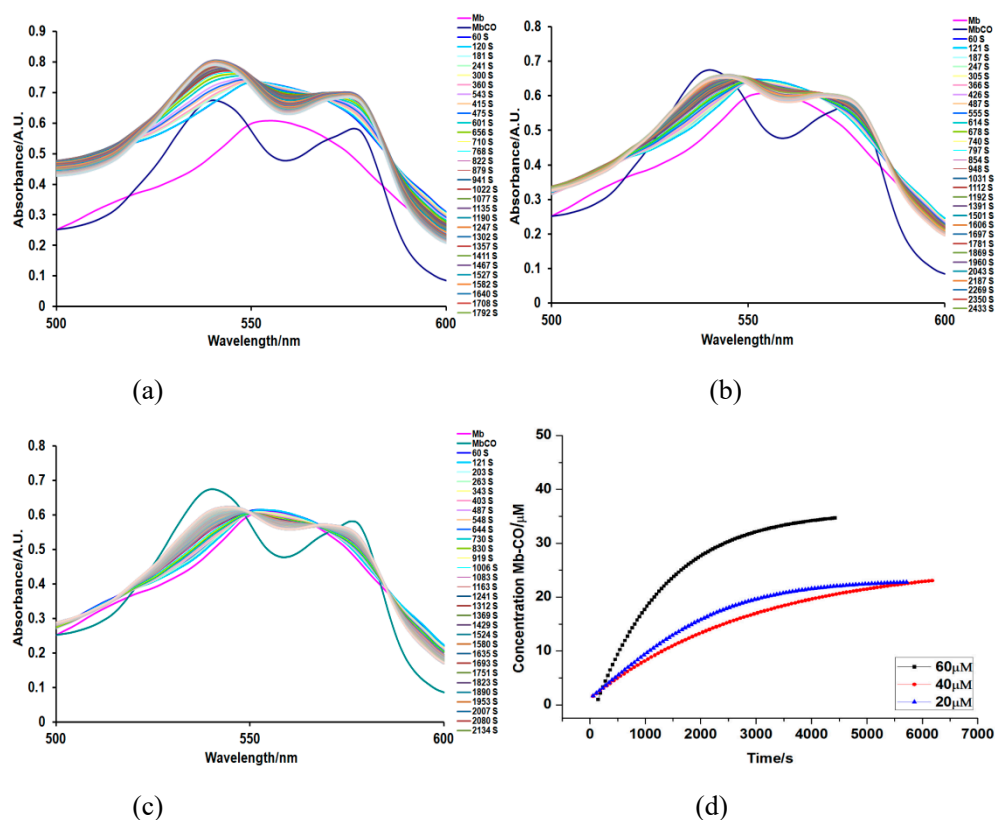 Absorbance/A.U.
0.9
0.8
0.7
0.6
0.5
0.4
0.3
0.2
0.1
0
500
550
600
Wavelength/nm
Mb
MbCO
60 S
120 S
181 S
241 S
300 S
360 S
543 S
415 S
475 S
601 S
656 S
710 S
768 S
822 S
879 S
941 S
1022 S
1077 S
1135 S
1190 S
1247 S
1302 S
1357 S
1411 S
1467 S
1527 S
1582 S
1640 S
1708 S
1792 S
(a)
Absorbance/A.U.
0.8
0.7
0.6
0.5
0.4
0.3
0.2
0.1
0
500
550
600
Wavelength/nm
Mb
MbCO
60 S
121 S
187 S
247 S
305 S
366 S
426 S
487 S
555 S
614 S
678 S
740 S
797 S
854 S
948 S
1031 S
1112 S
1192 S
1391 S
1501 S
1606 S
1697 S
1781 S
1869 S
1960 S
2043 S
2187 S
2269 S
2350 S
2433 S
(b)
Absorbance/A.U.
0.8
0.7
0.6
0.5
0.4
0.3
0.2
0.1
0
500
550
600
Wavelength/nm
Mb
MbCO
60 S
121 S
203 S
263 S
343 S
403 S
487 S
548 S
644 S
730 S
830 S
919 S
1006 S
1083 S
1163 S
1241 S
1312 S
1369 S
1429 S
1524 S
1580 S
1635 S
1693 S
1751 S
1823 S
1890 S
1953 S
2007 S
2080 S
2134 S
(c)
Concentration Mb-CO/μM
50
40
30
20
10
0
0
1000
2000
3000
4000
5000
6000
7000
Time/s
60μM
40μM
20μM
(d)